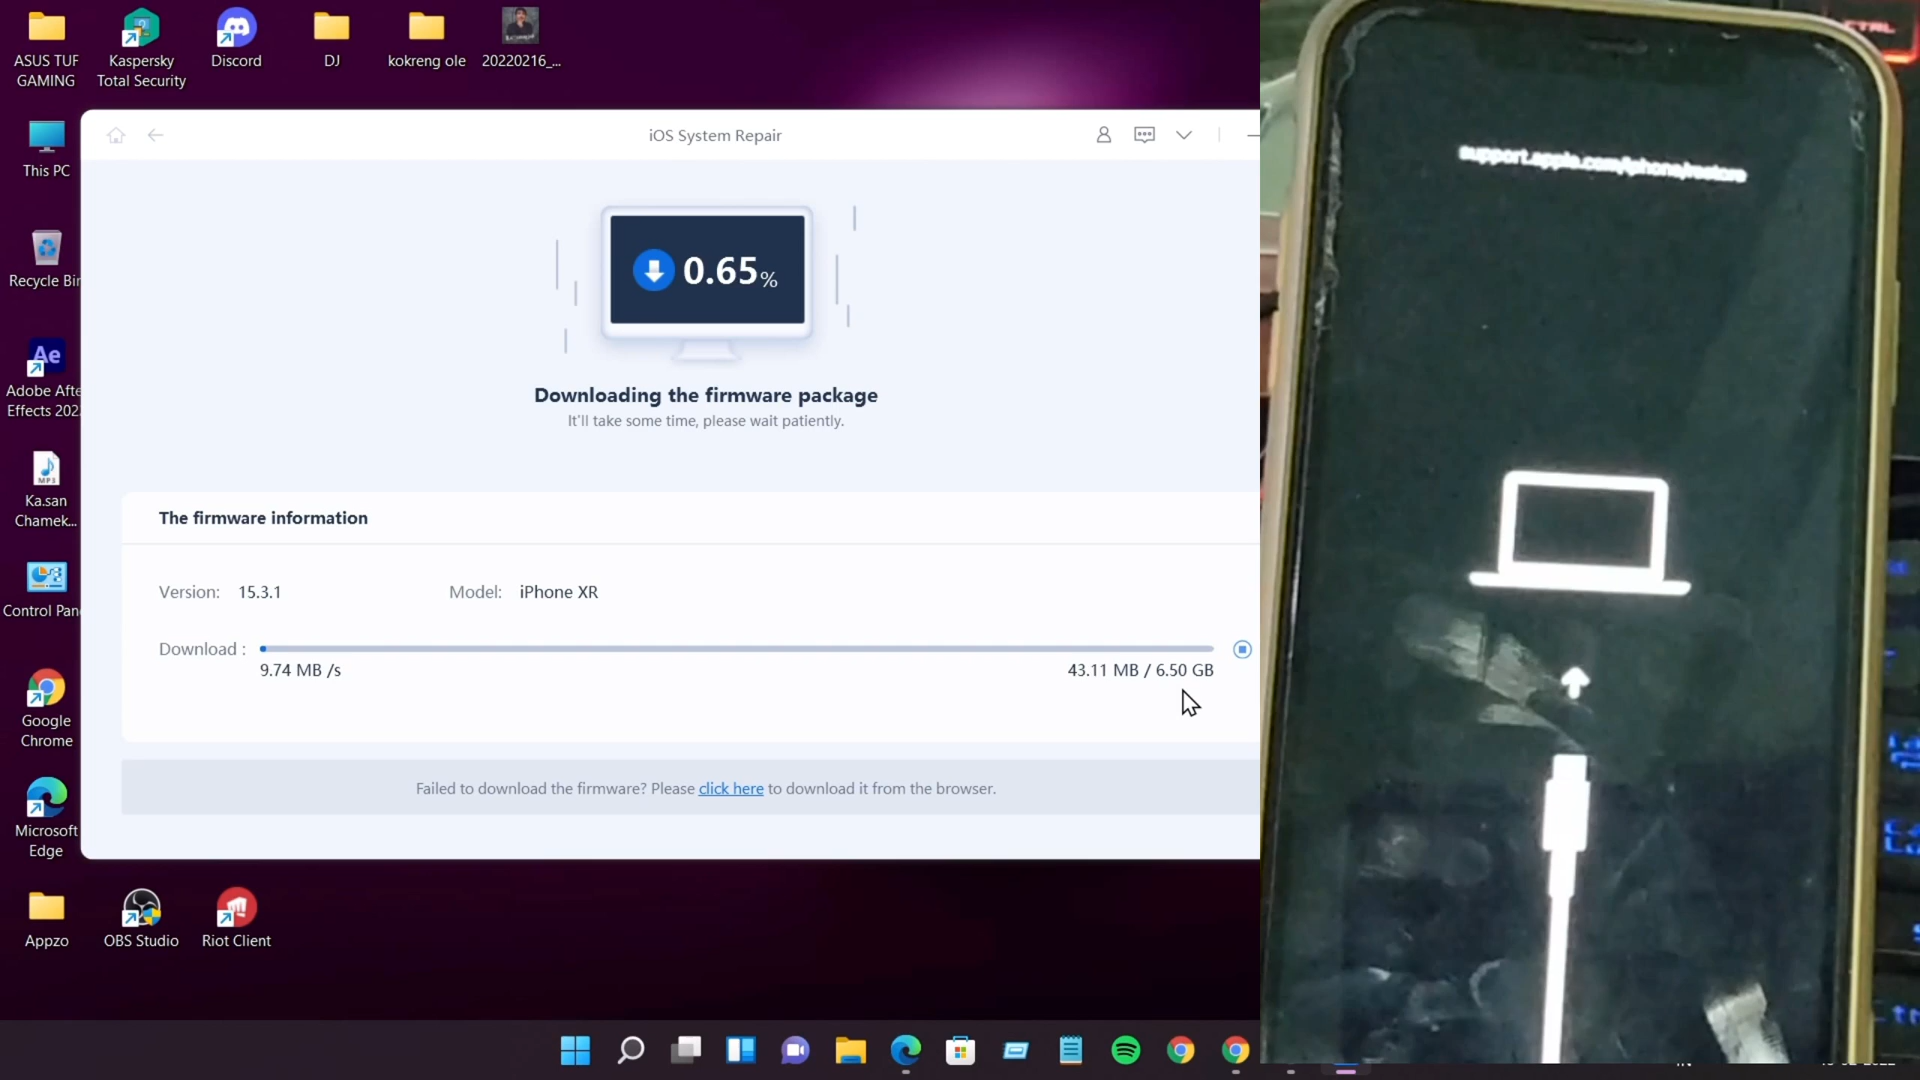 ASUS TUF
GAMING
Kaspersky
Total Security
Discord
DJ
kokreng ole
20220216_...
This PC
Recycle Bin
Ae
Adobe Afte
Effects 202
MP3
Ka.san
Chamek...
Control Pan
Google
Chrome
Microsoft
Edge
Appzo
OBS Studio
Riot Client
iOS System Repair
0.65%
Downloading the firmware package
It'll take some time, please wait patiently.
The firmware information
Version: 15.3.1
Model: iPhone XR
Download :
9.74 MB /s
43.11 MB / 6.50 GB
Failed to download the firmware? Please click here to download it from the browser.
support.apple.com/iphone/restore
CTRL